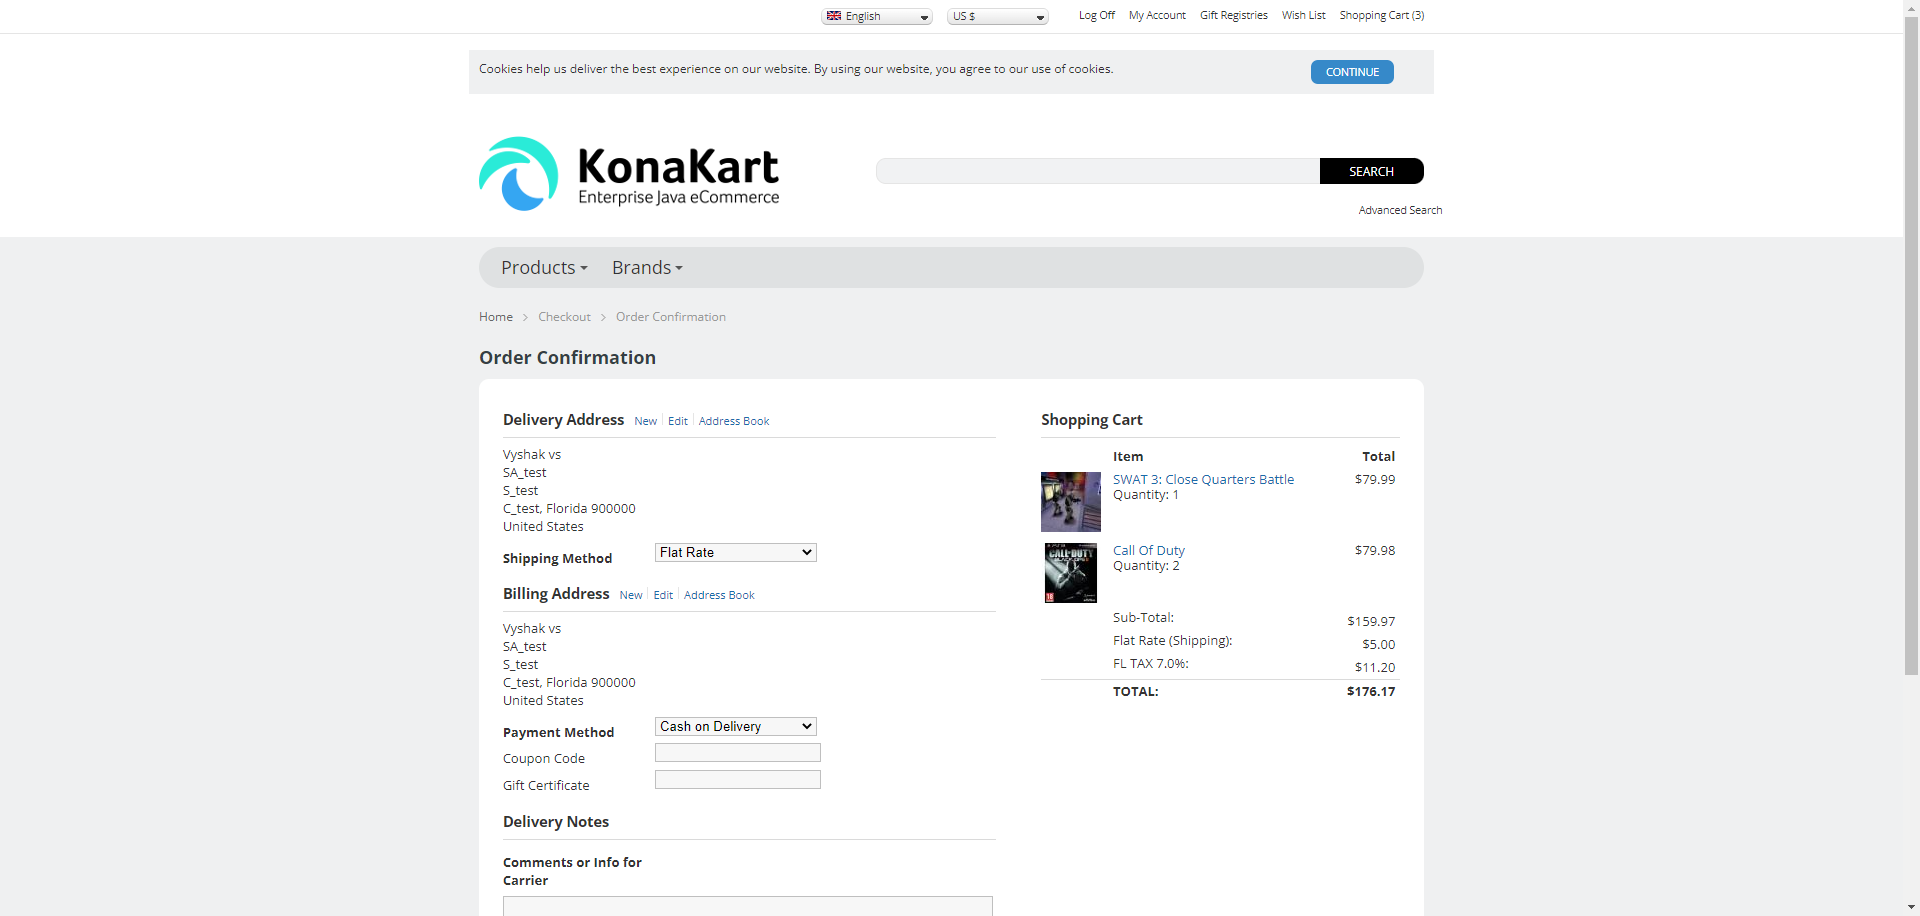 English
US $
Log Off
My Account
Gift Registries
Wish List
Shopping Cart (3)
Cookies help us deliver the best experience on our website. By using our website, you agree to our use of cookies.
CONTINUE
KonaKart
Enterprise Java eCommerce
SEARCH
Advanced Search
Products
Brands
Home
Checkout
Order Confirmation
Order Confirmation
Delivery Address
New
Edit
Address Book
Vyshak vs
SA_test
S_test
C_test, Florida 900000
United States
Shipping Method
Flat Rate
Billing Address
New
Edit
Address Book
Vyshak vs
SA_test
S_test
C_test, Florida 900000
United States
Payment Method
Cash on Delivery
Coupon Code
Gift Certificate
Delivery Notes
Comments or Info for
Carrier
Shopping Cart
Item
Total
SWAT 3: Close Quarters Battle
$79.99
Quantity: 1
CALL OF DUTY
18
Call Of Duty
$79.98
Quantity: 2
Sub-Total:
$159.97
Flat Rate (Shipping):
$5.00
FL TAX 7.0%:
$11.20
TOTAL:
$176.17